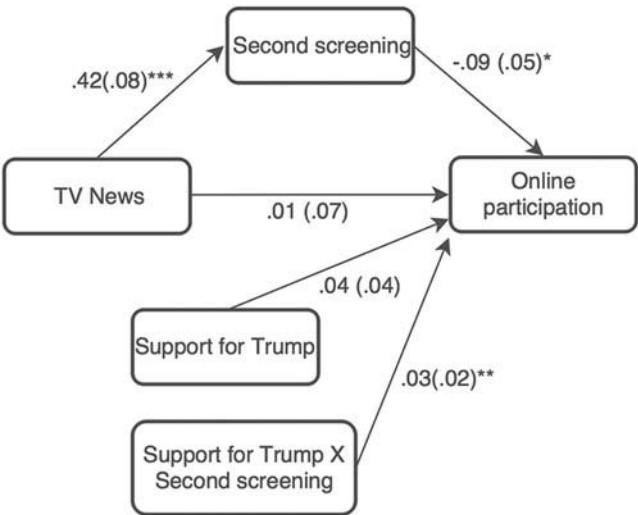 Second screening
.42(.08)***
-.09 (.05)*
TV News
Online
participation
.01 (.07)
.04 (.04)
Support for Trump
.03(.02)**
Support for Trump X
Second screening